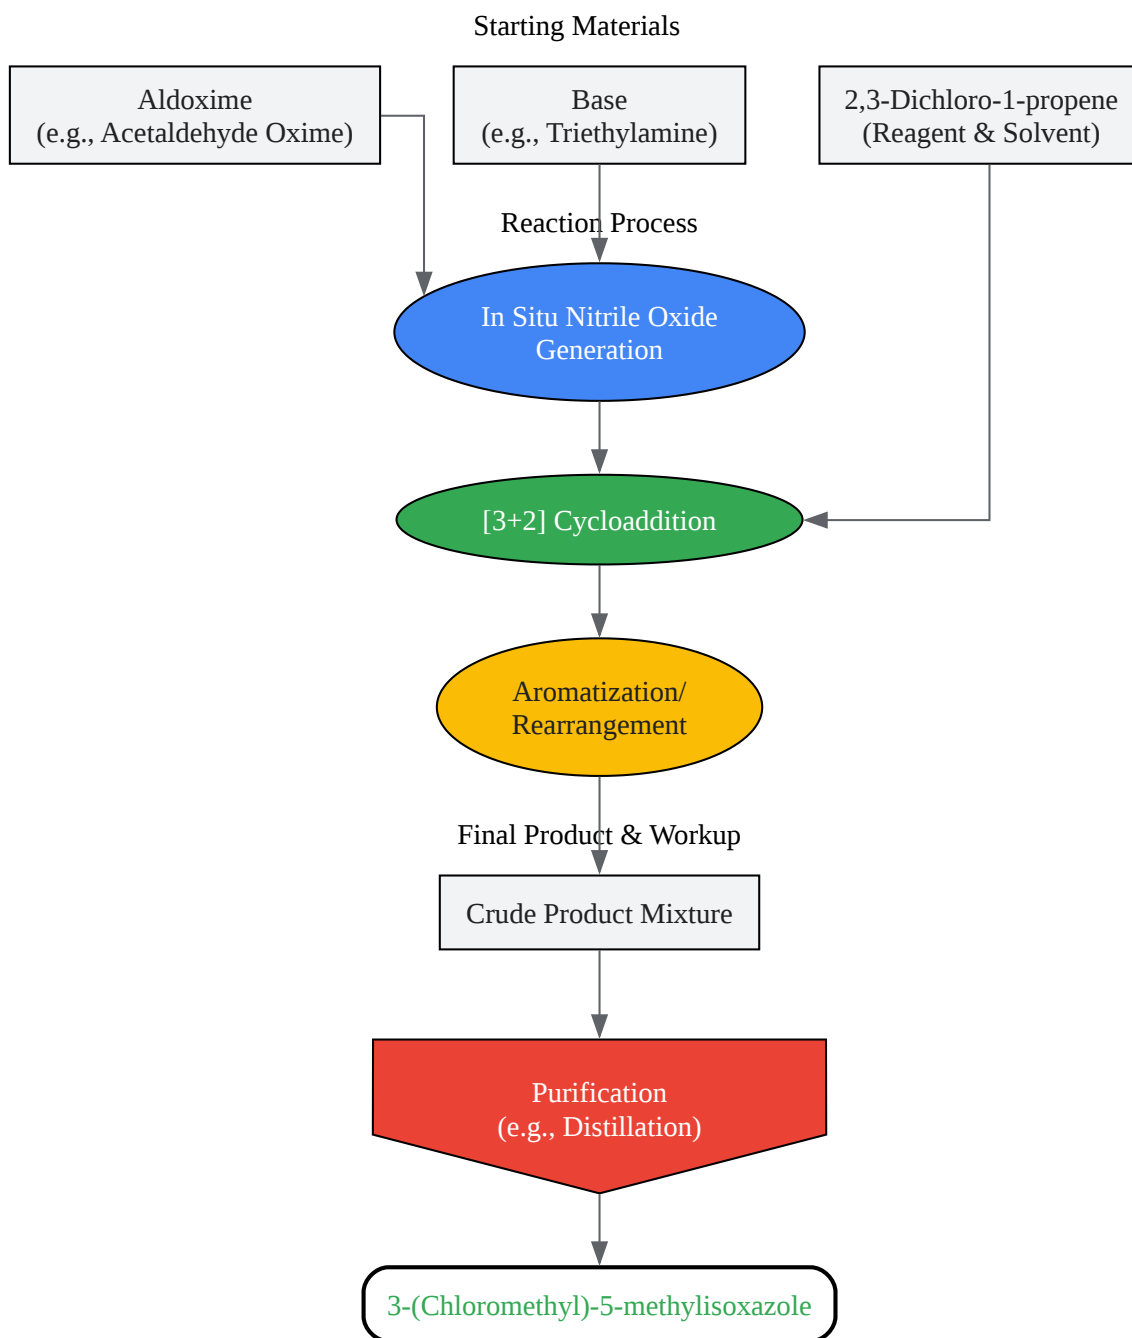 Starting Materials
Aldoxime
(e.g., Acetaldehyde Oxime)
Base
(e.g., Triethylamine)
2,3-Dichloro-1-propene
(Reagent & Solvent)
Reaction Process
In Situ Nitrile Oxide
Generation
[3+2] Cycloaddition
Aromatization/
Rearrangement
Final Product & Workup
Crude Product Mixture
Purification
(e.g., Distillation)
3-(Chloromethyl)-5-methylisoxazole